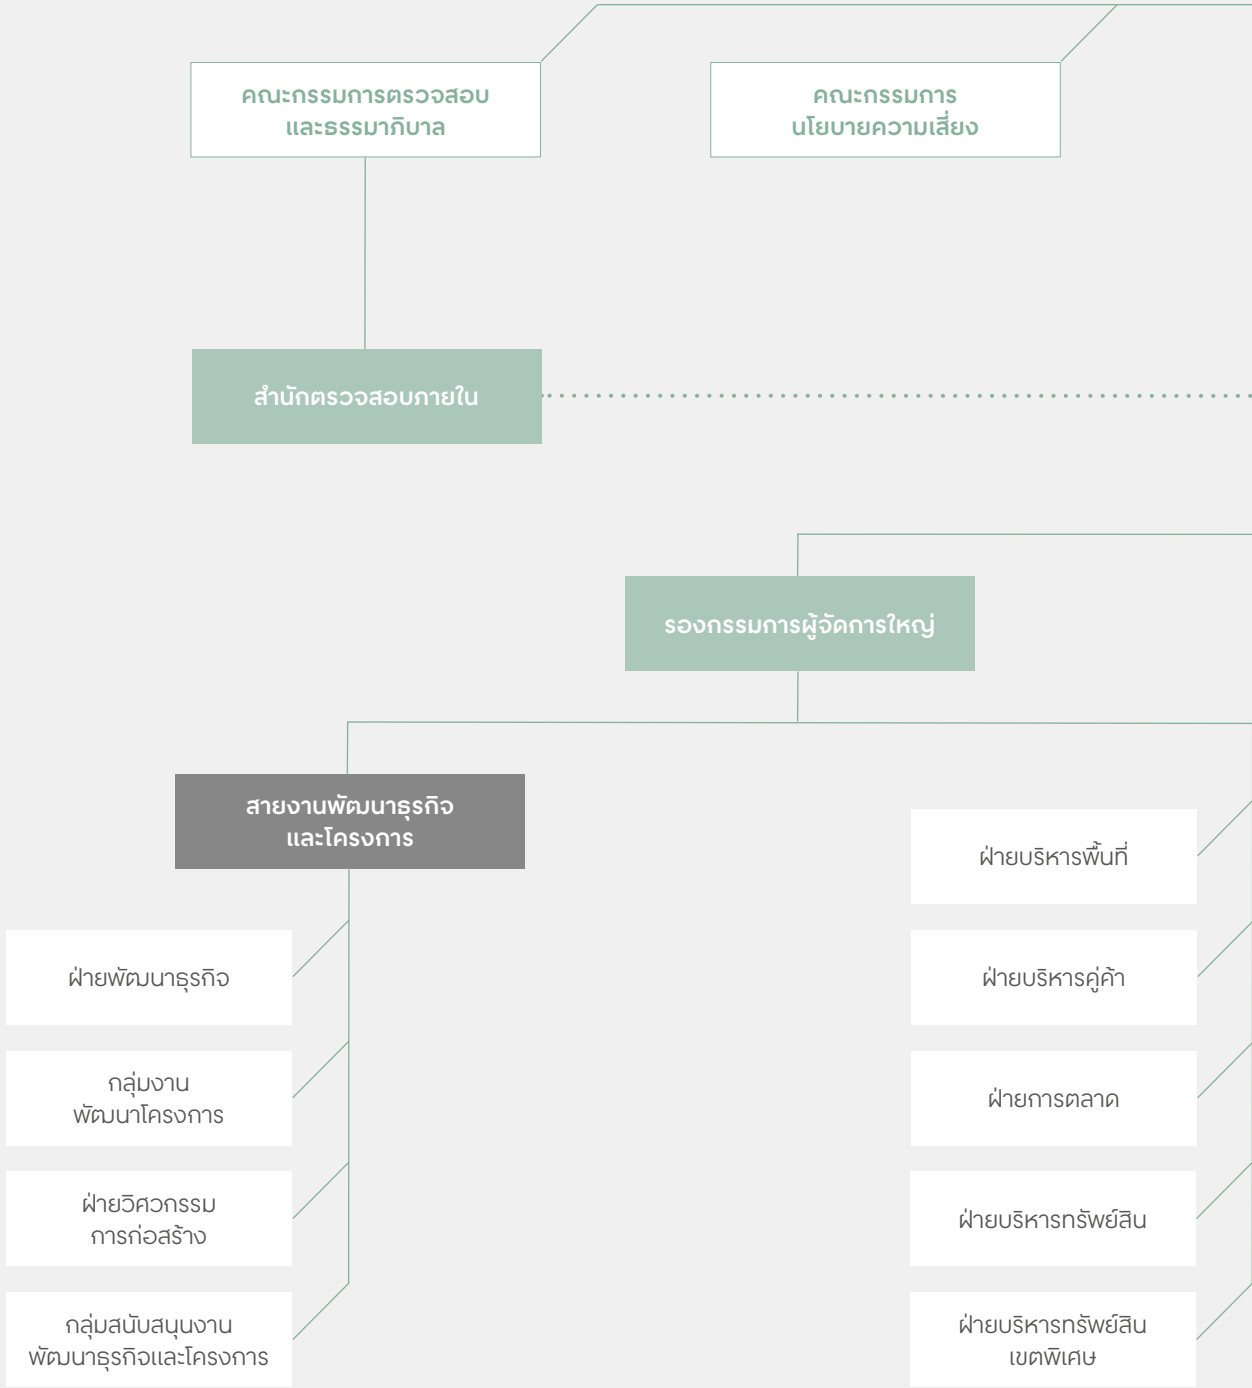 คณะกรรมการตรวจสอบ
และธรรมาภิบาล
คณะกรรมการ
นโยบายความเสี่ยง
สำนักตรวจสอบภายใน
รองกรรมการผู้จัดการใหญ่
สายงานพัฒนาธุรกิจ
และโครงการ
ฝ่ายพัฒนาธุรกิจ
กลุ่มงาน
พัฒนาโครงการ
ฝ่ายวิศวกรรม
การก่อสร้าง
กลุ่มสนับสนุนงาน
พัฒนาธุรกิจและโครงการ
ฝ่ายบริหารพื้นที่
ฝ่ายบริหารคู่ค้า
ฝ่ายการตลาด
ฝ่ายบริหารทรัพย์สิน
ฝ่ายบริหารทรัพย์สิน
เขตพิเศษ